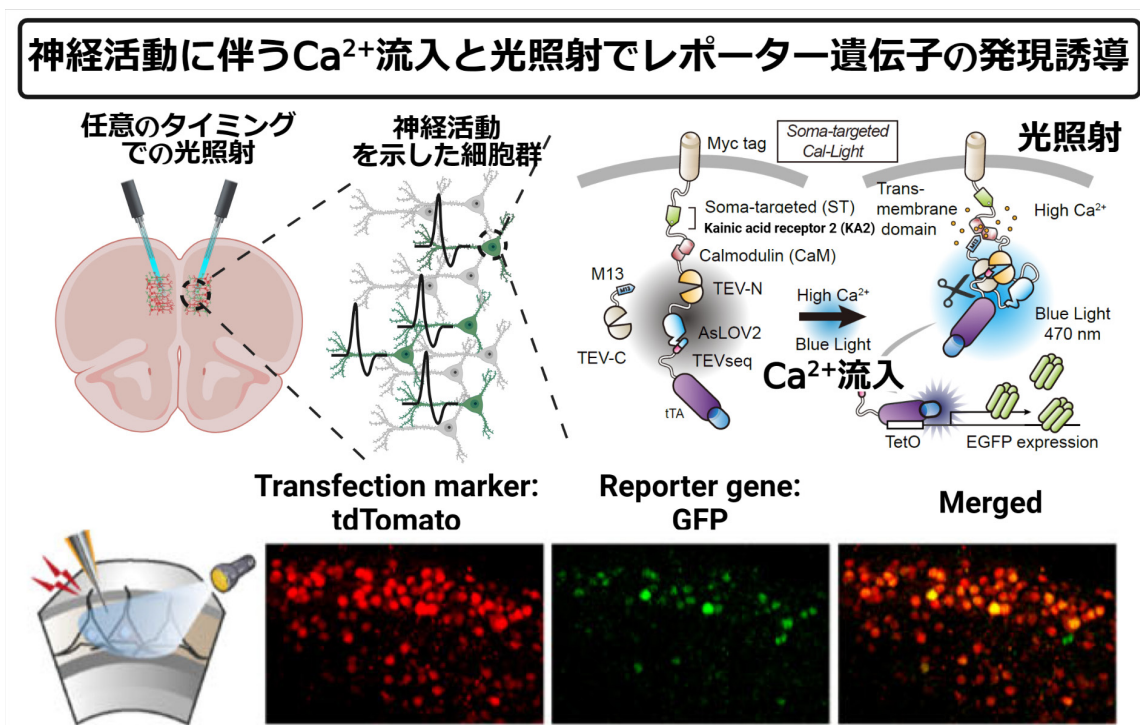 神経活動に伴うCa²⁺流入と光照射でレポーター遺伝子の発現誘導
任意のタイミング
での光照射
神経活動
を示した細胞群
Myc tag
Soma-targeted
Cal-Light
光照射
Soma-targeted (ST)
Kainic acid receptor 2 (KA2)
Calmodulin (CaM)
M13
M13
TEV-N
TEV-C
AsLOV2
TEVseq
tTA
High Ca²⁺
Blue Light
Trans-
membrane
domain
High Ca²⁺
M13
Blue Light
470 nm
Ca²⁺流入
TetO
EGFP expression
Transfection marker:
tdTomato
Reporter gene:
GFP
Merged